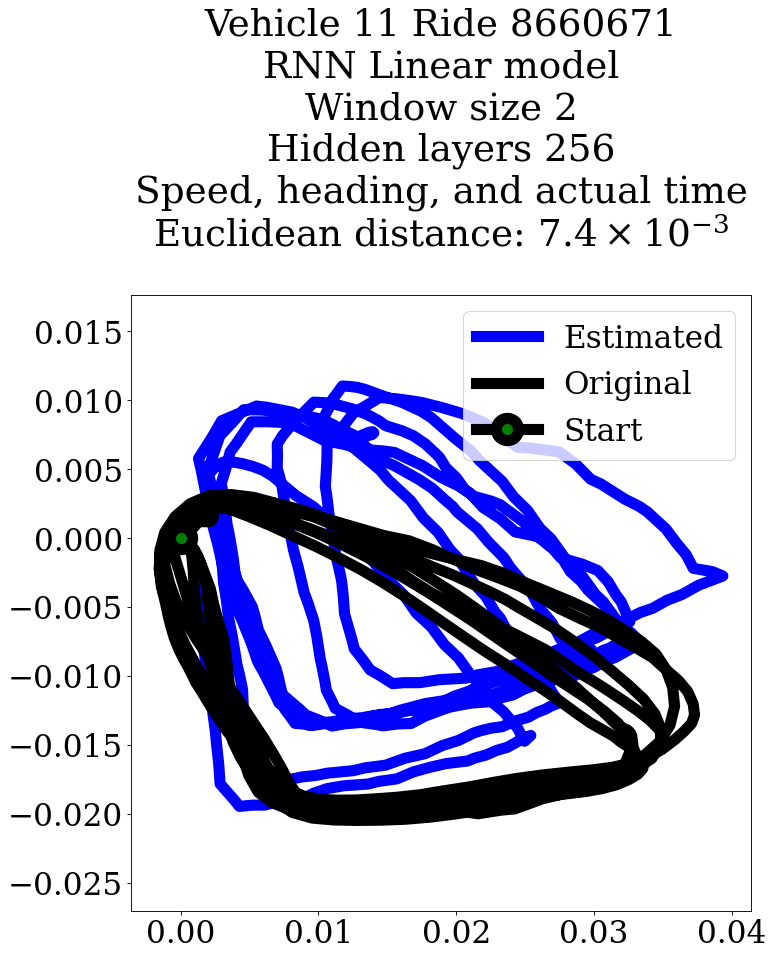 Vehicle 11 Ride 8660671
RNN Linear model
Window size 2
Hidden layers 256
Speed, heading, and actual time
Euclidean distance: 7.4 × 10⁻³
Estimated
Original
Start
0.015
0.010
0.005
0.000
−0.005
−0.010
−0.015
−0.020
−0.025
0.00 0.01 0.02 0.03 0.04